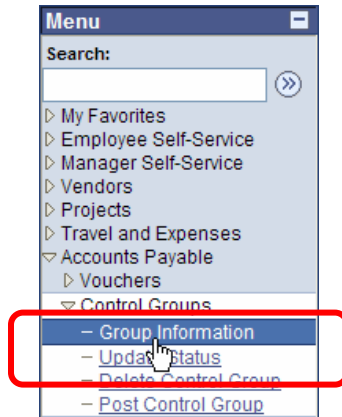 Menu
Search:
My Favorites
Employee Self-Service
Manager Self-Service
Vendors
Projects
Travel and Expenses
Accounts Payable
Vouchers
Control Groups
– Group Information
– Update Status
– Delete Control Group
– Post Control Group